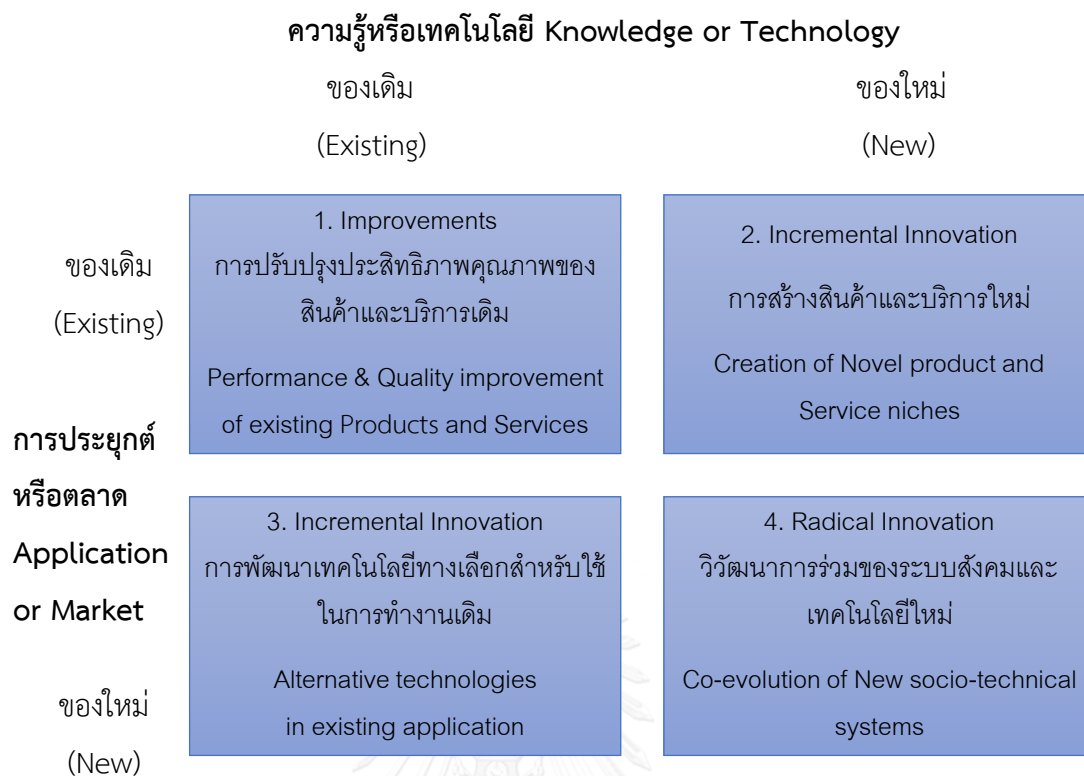 ความรู้หรือเทคโนโลยี Knowledge or Technology
ของเดิม
(Existing)
ของใหม่
(New)
ของเดิม
(Existing)
1. Improvements
การปรับปรุงประสิทธิภาพคุณภาพของ
สินค้าและบริการเดิม
Performance & Quality improvement
of existing Products and Services
2. Incremental Innovation
การสร้างสินค้าและบริการใหม่
Creation of Novel product and
Service niches
การประยุกต์
หรือตลาด
Application
or Market
ของใหม่
(New)
3. Incremental Innovation
การพัฒนาเทคโนโลยีทางเลือกสำหรับใช้
ในการทำงานเดิม
Alternative technologies
in existing application
4. Radical Innovation
วิวัฒนาการร่วมของระบบสังคมและ
เทคโนโลยีใหม่
Co-evolution of New socio-technical
systems